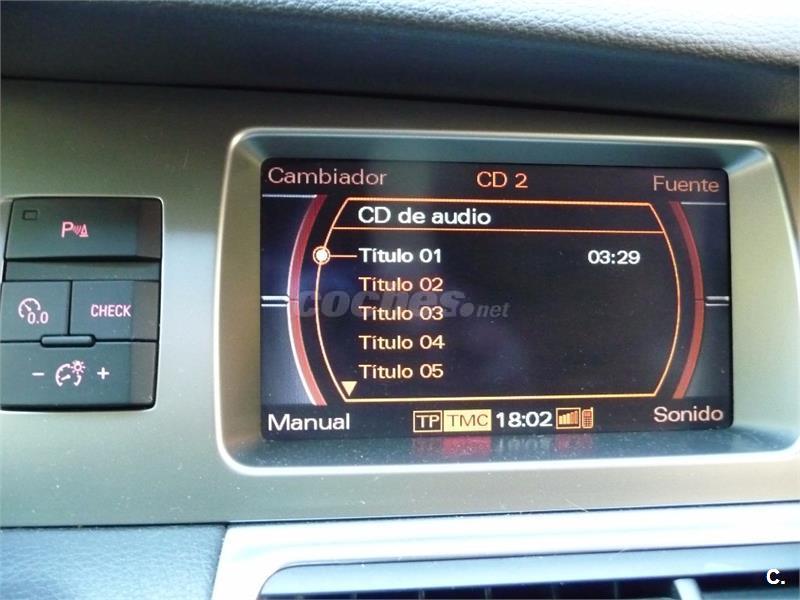 Cambiador CD 2 Fuente
CD de audio
Título 01 03:29
Título 02
Título 03
Título 04
Título 05
Manual TP TMC 18:02 Sonido
P
0.0 CHECK
- +
coches.net
C.